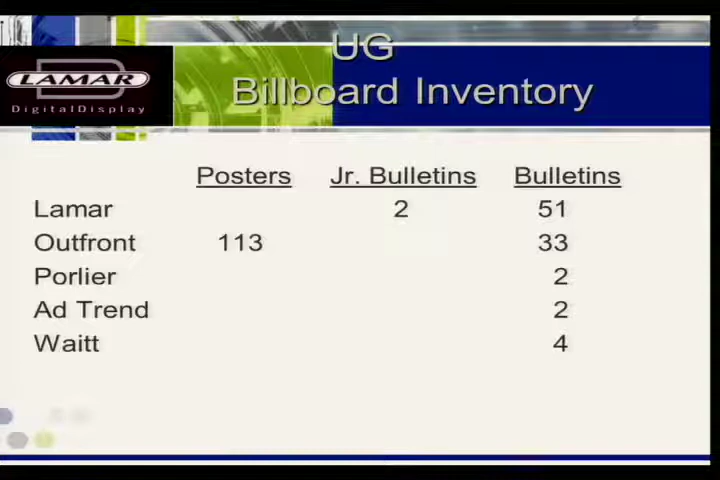 UG
LAMAR
Billboard Inventory
DigitalDisplay
Posters Jr. Bulletins Bulletins
Lamar 2 51
Outfront 113 33
Porlier 2
Ad Trend 2
Waitt 4